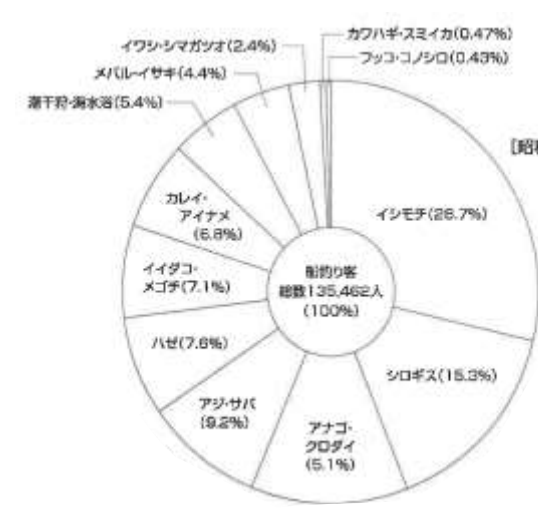 カワハギ・スミイカ(0.47%)
イワシ・シマガツオ(2.4%)
フッコ・コノシロ(0.43%)
メバル・イサキ(4.4%)
潮干狩・海水浴(5.4%)
[昭
イシモチ(28.7%)
カレイ・
アイナメ
(6.8%)
イイダコ・
メゴチ(7.1%)
船釣り客
総数135,462人
(100%)
ハゼ(7.6%)
シロギス(15.3%)
アジ・サバ
(9.2%)
アナゴ・
クロダイ
(5.1%)